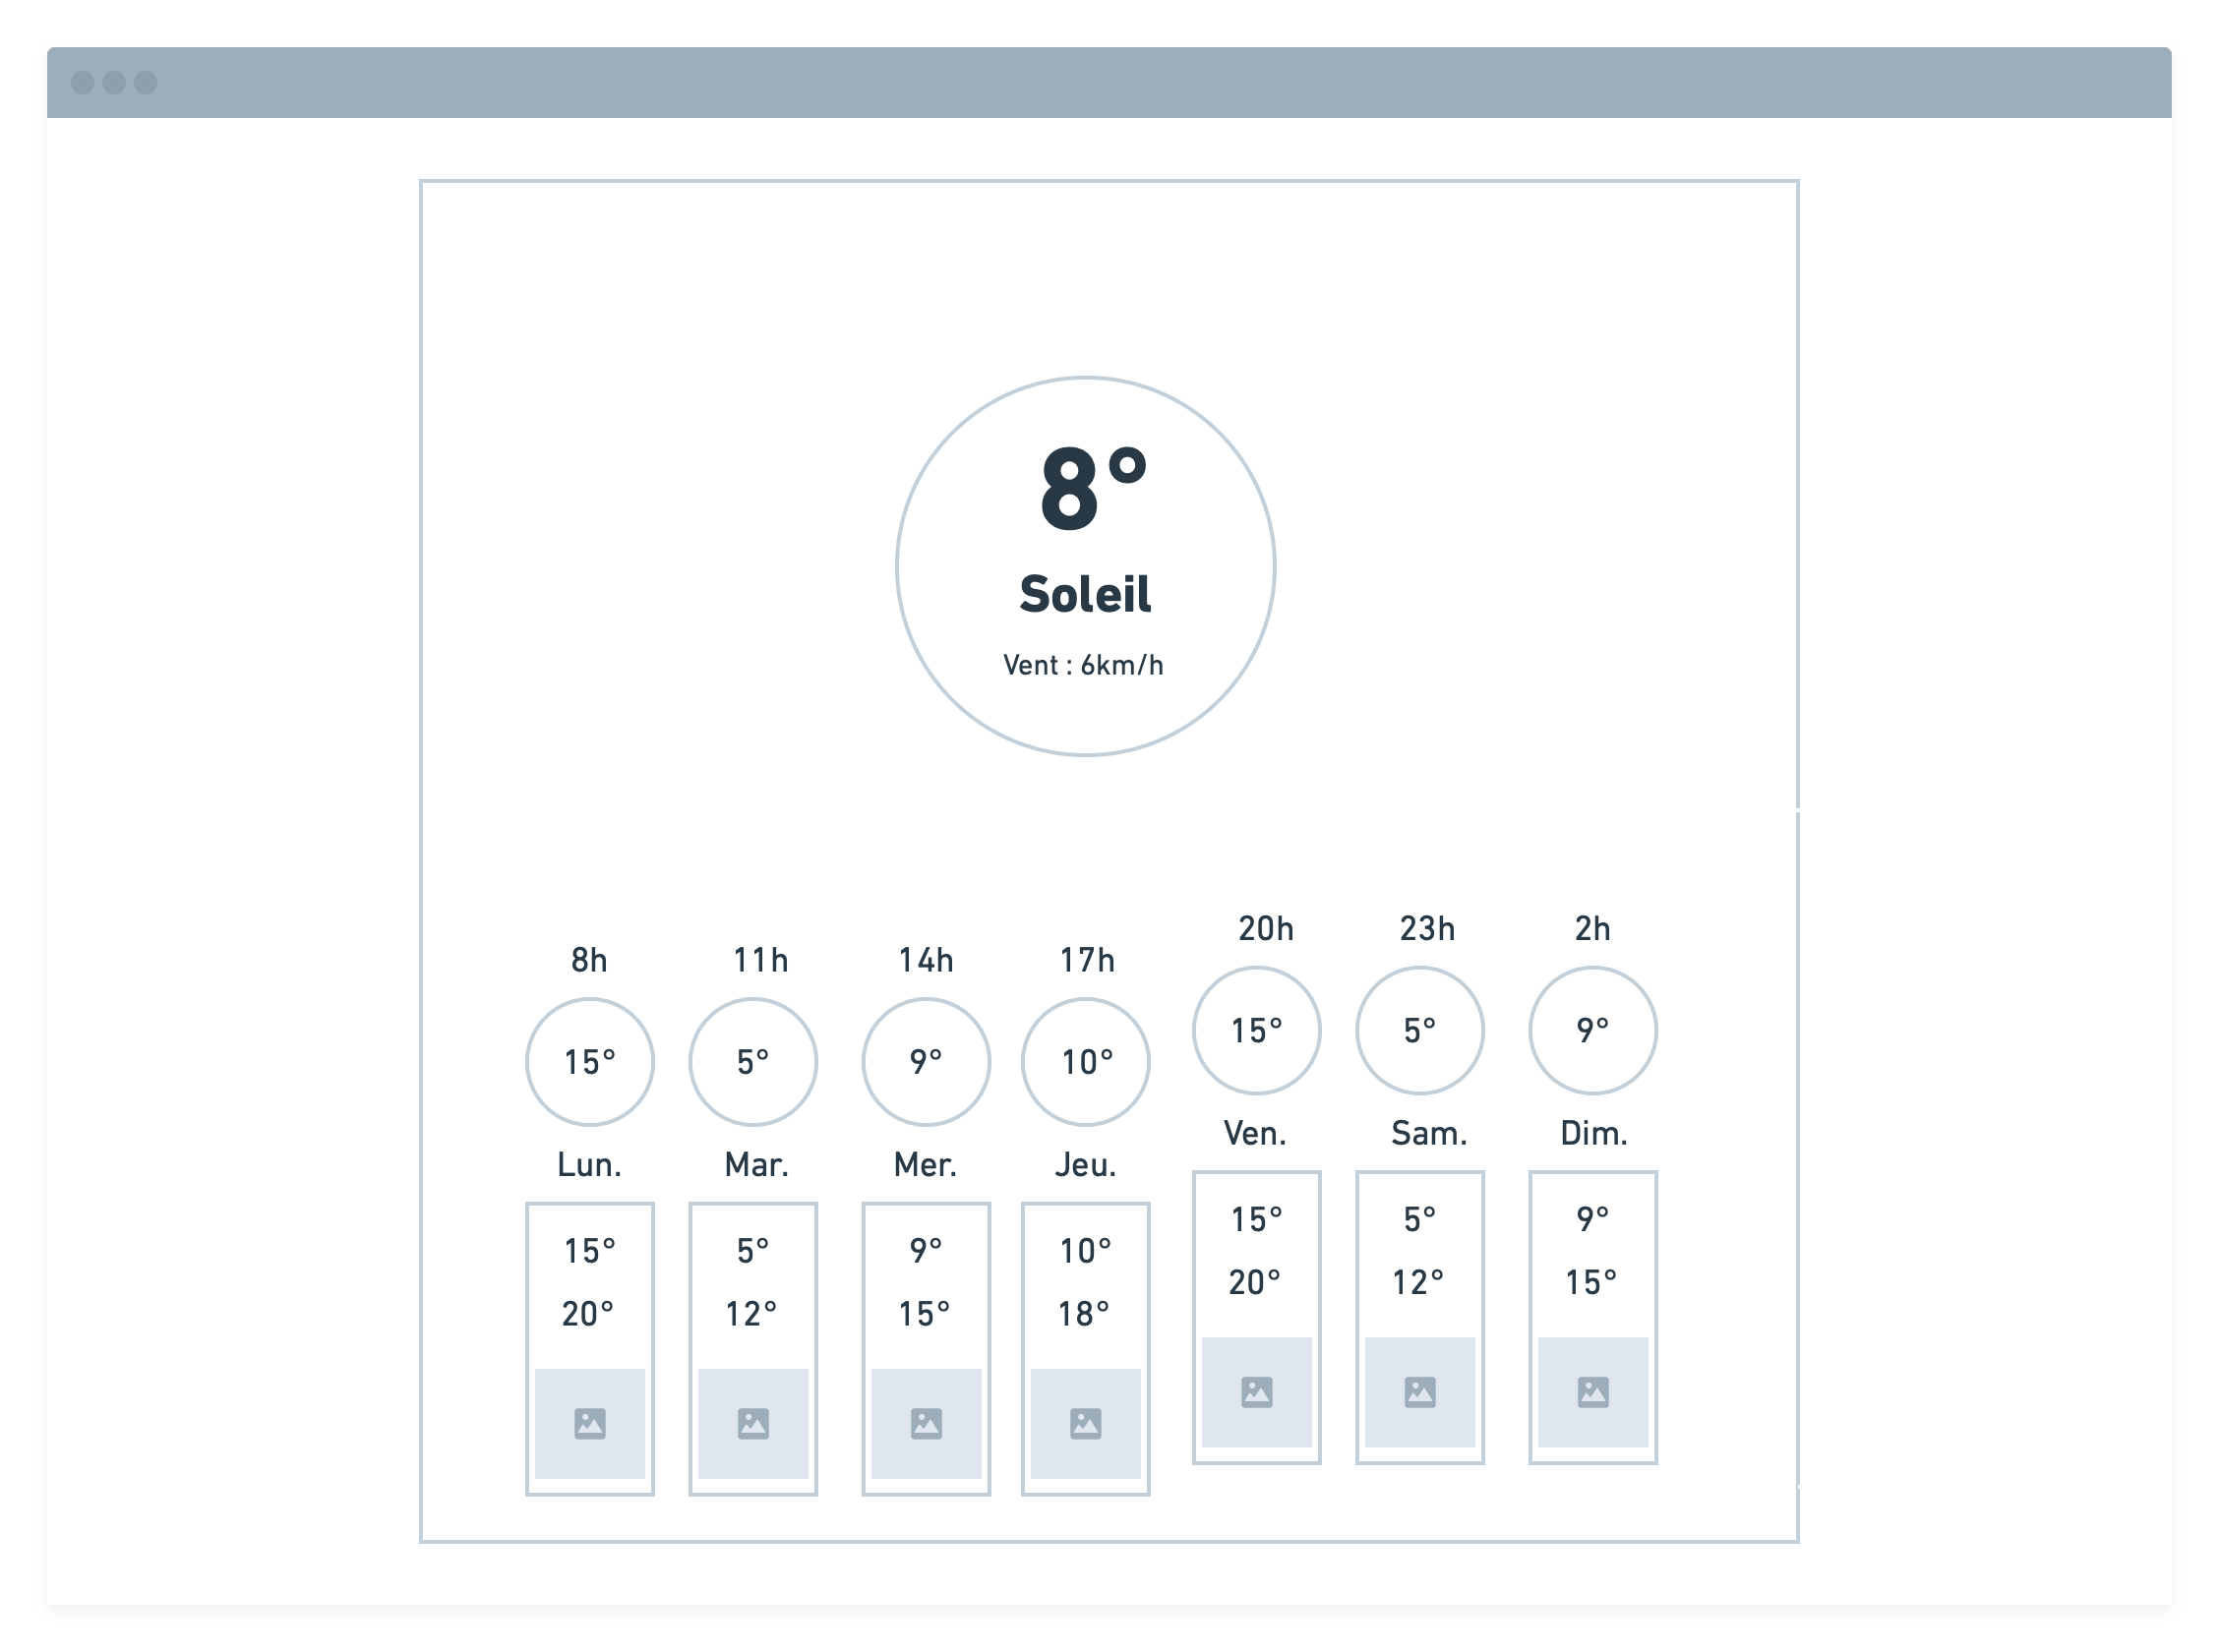 8°
Soleil
Vent : 6km/h
8h 11h 14h 17h 20h 23h 2h
15° 5° 9° 10° 15° 5° 9°
Lun. Mar. Mer. Jeu. Ven. Sam. Dim.
15° 5° 9° 10° 15° 5° 9°
20° 12° 15° 18° 20° 12° 15°